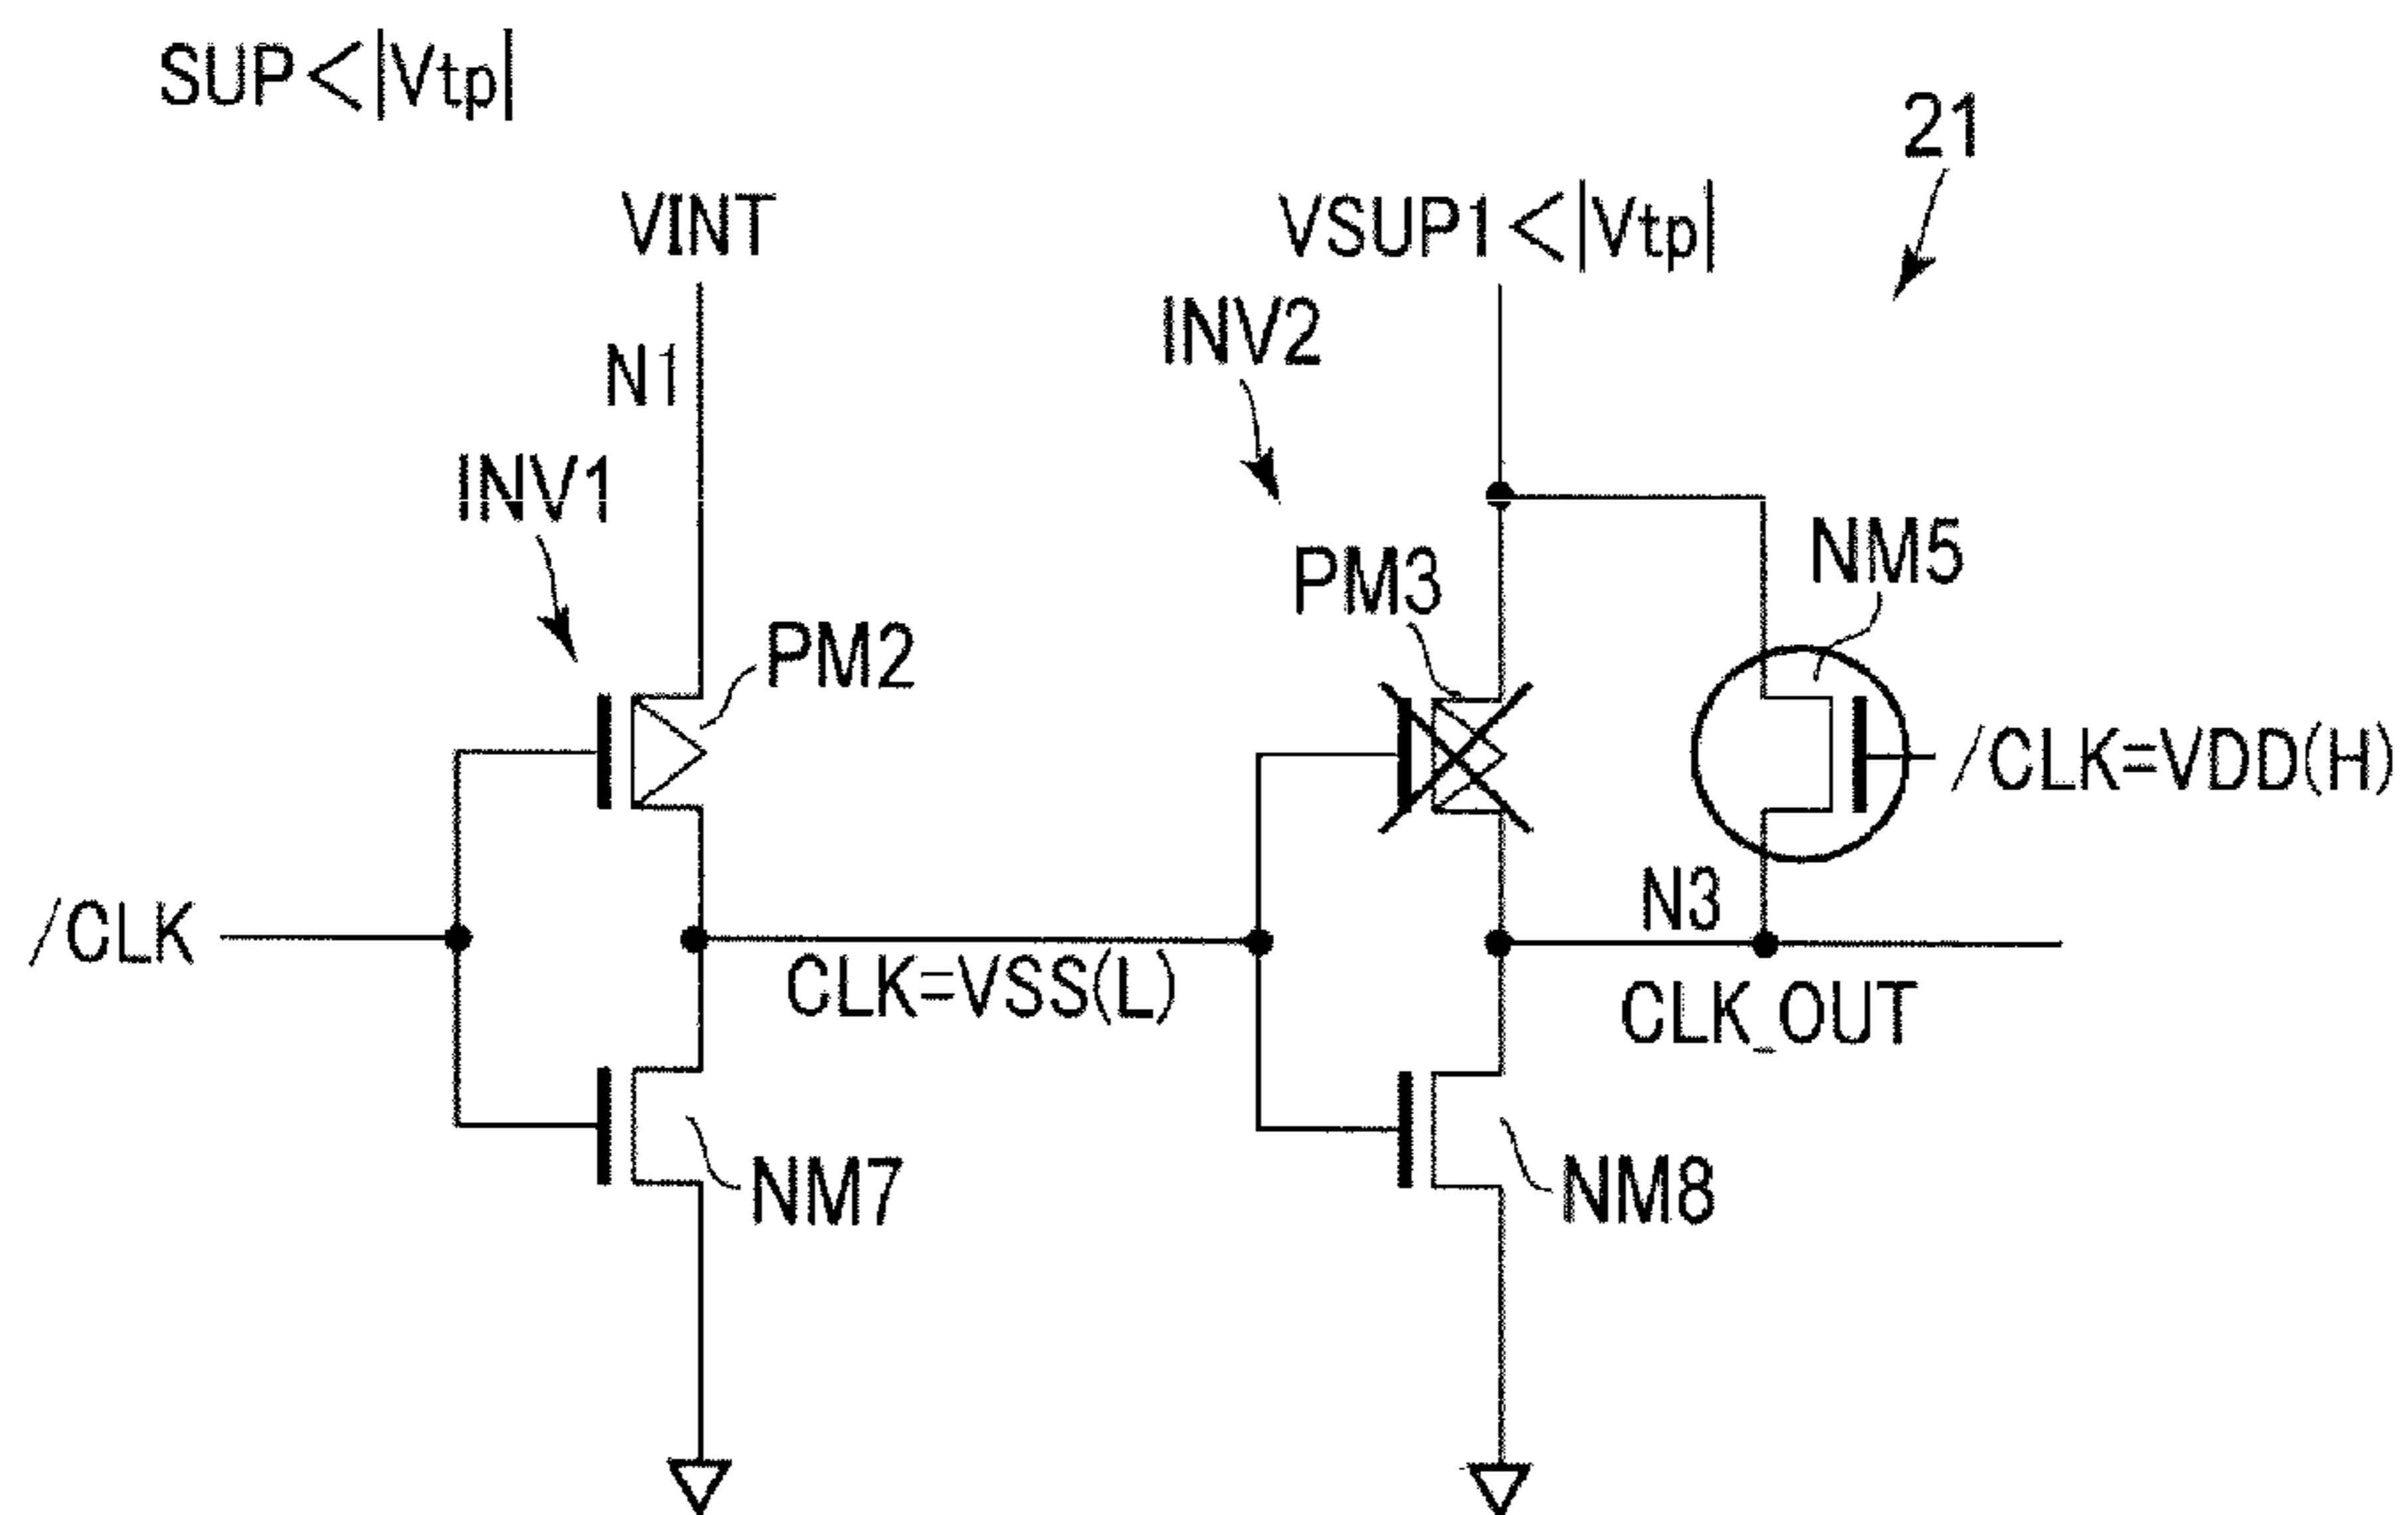 SUP<|Vtp|
21
VINT
VSUP1<|Vtp|
N1
INV2
INV1
NM5
PM3
PM2
/CLK=VDD(H)
/CLK
N3
CLK=VSS(L)
CLK_OUT
NM7
NM8